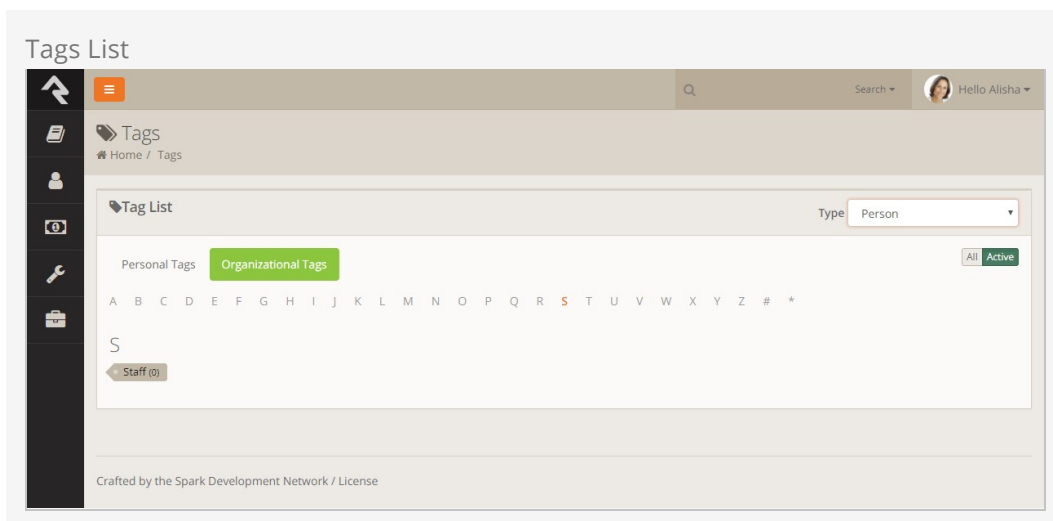 Tags List
Search
Hello Alisha
Tags
Home / Tags
Tag List
Type Person
Personal Tags Organizational Tags All Active
A B C D E F G H I J K L M N O P Q R S T U V W X Y Z # *
S
Staff (0)
Crafted by the Spark Development Network / License